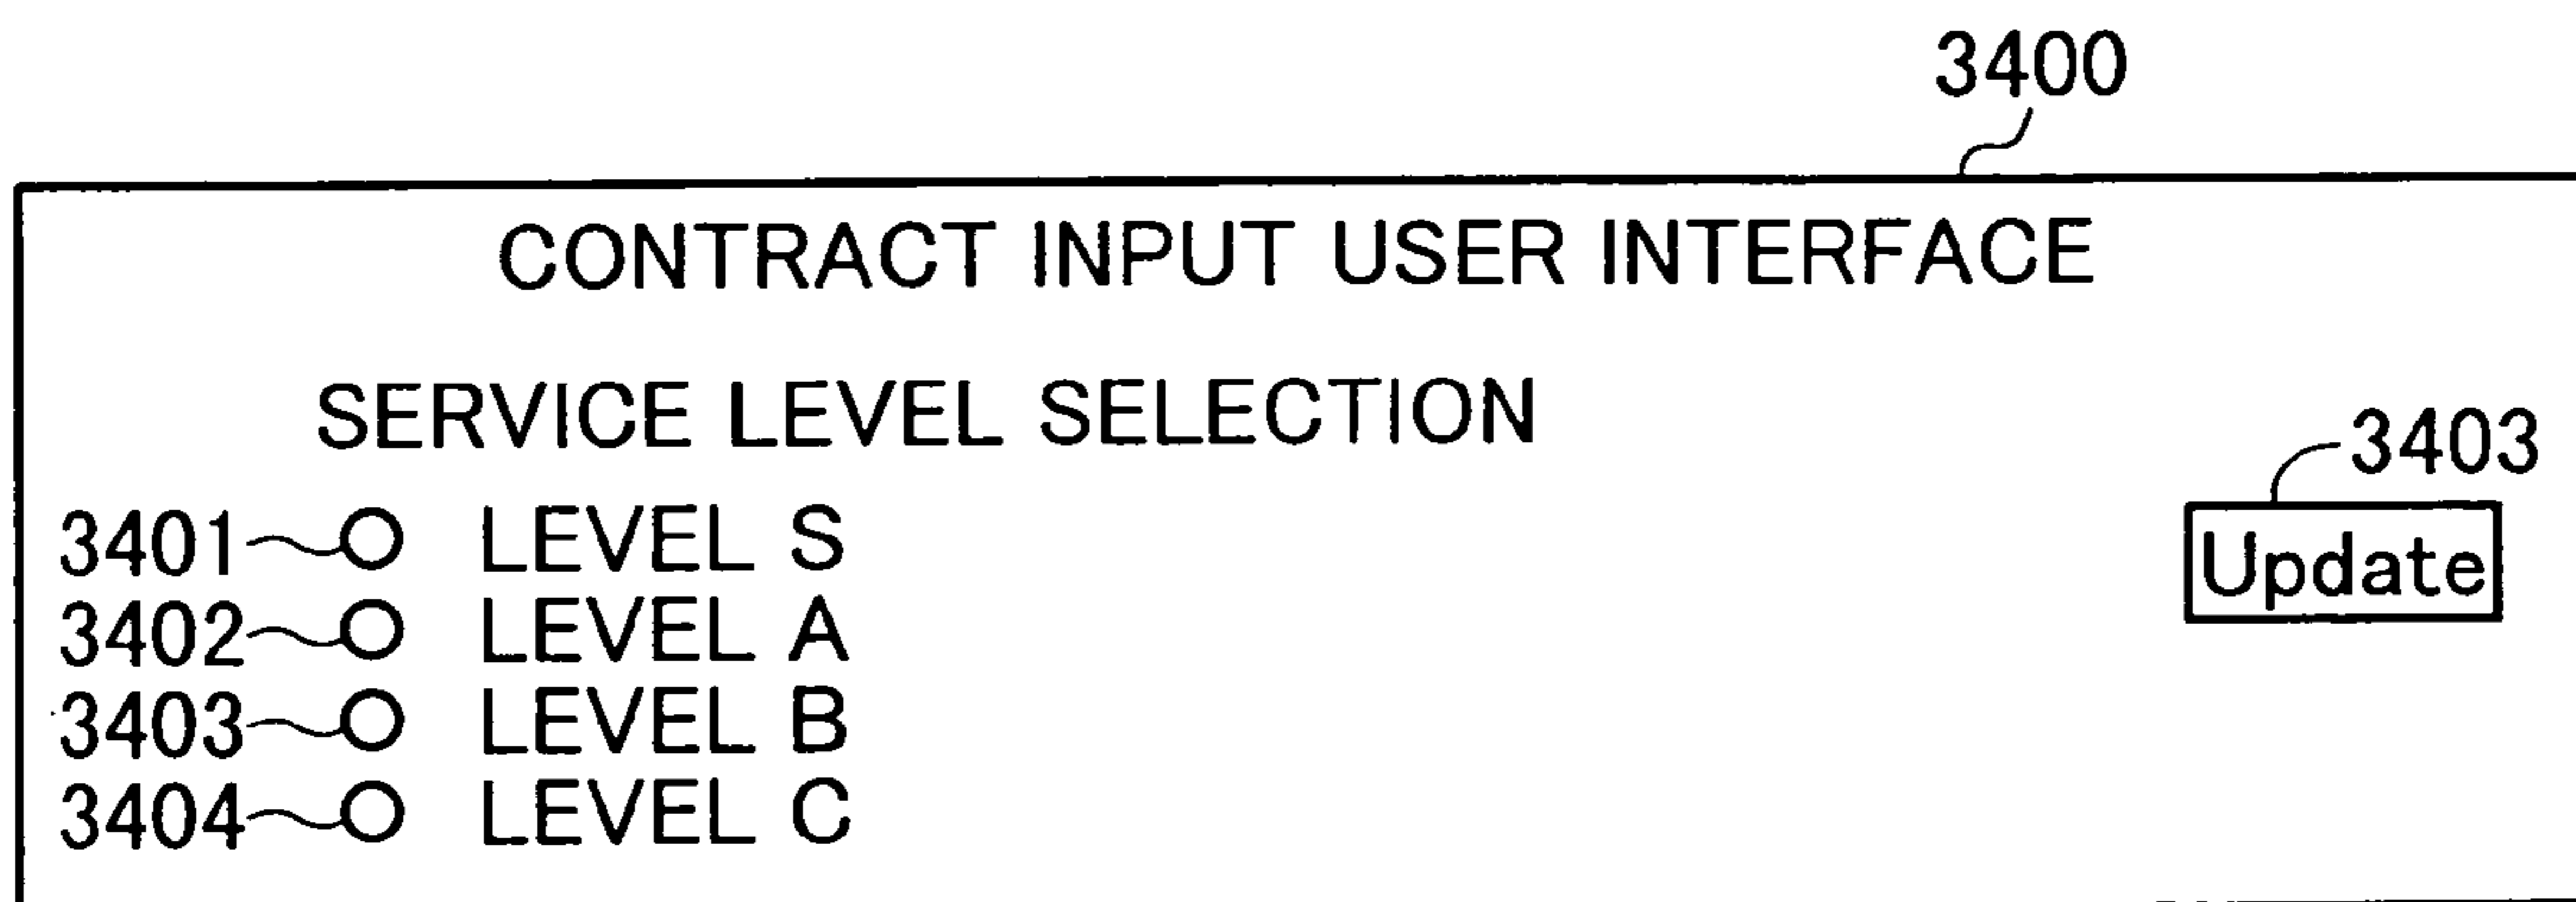 3400
CONTRACT INPUT USER INTERFACE
SERVICE LEVEL SELECTION
3403
3401 LEVEL S
Update
3402 LEVEL A
3403 LEVEL B
3404 LEVEL C